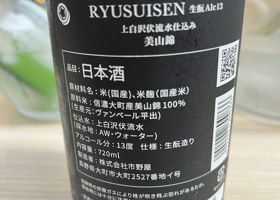 RYUSUISEN 生酛 Alc13
上白沢伏流水仕込み
美山錦
品目:日本酒
原材料名:米(国産)、米麹(国産米)
原料米:信濃大町産美山錦100%
(生産元:ヴァンベール平出)
仕込水:上白沢伏流水
(採水:AW・ウォーター)
アルコール分:13度 仕様:生酛造り
内容量:720ml
製造者:株式会社市野屋
長野県大町市大町2527番地イ号